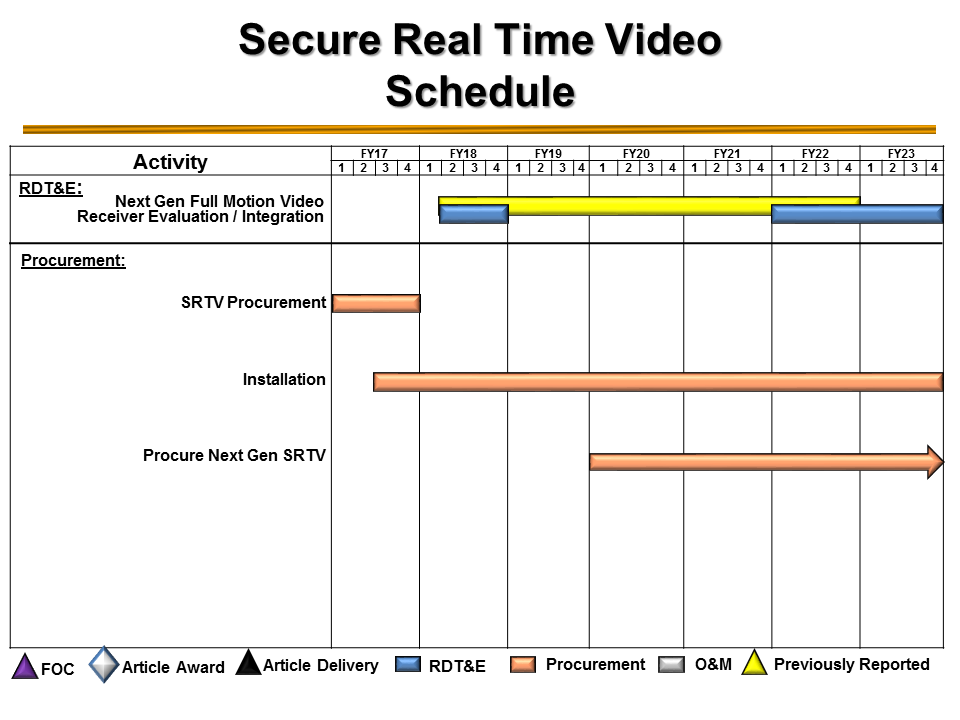 Secure Real Time Video
Schedule
Activity
FY17 FY18 FY19 FY20 FY21 FY22 FY23
1 2 3 4 1 2 3 4 1 2 3 4 1 2 3 4 1 2 3 4 1 2 3 4 1 2 3 4
RDT&E:
Next Gen Full Motion Video
Receiver Evaluation / Integration
Procurement:
SRTV Procurement
Installation
Procure Next Gen SRTV
FOC Article Award Article Delivery RDT&E Procurement O&M Previously Reported